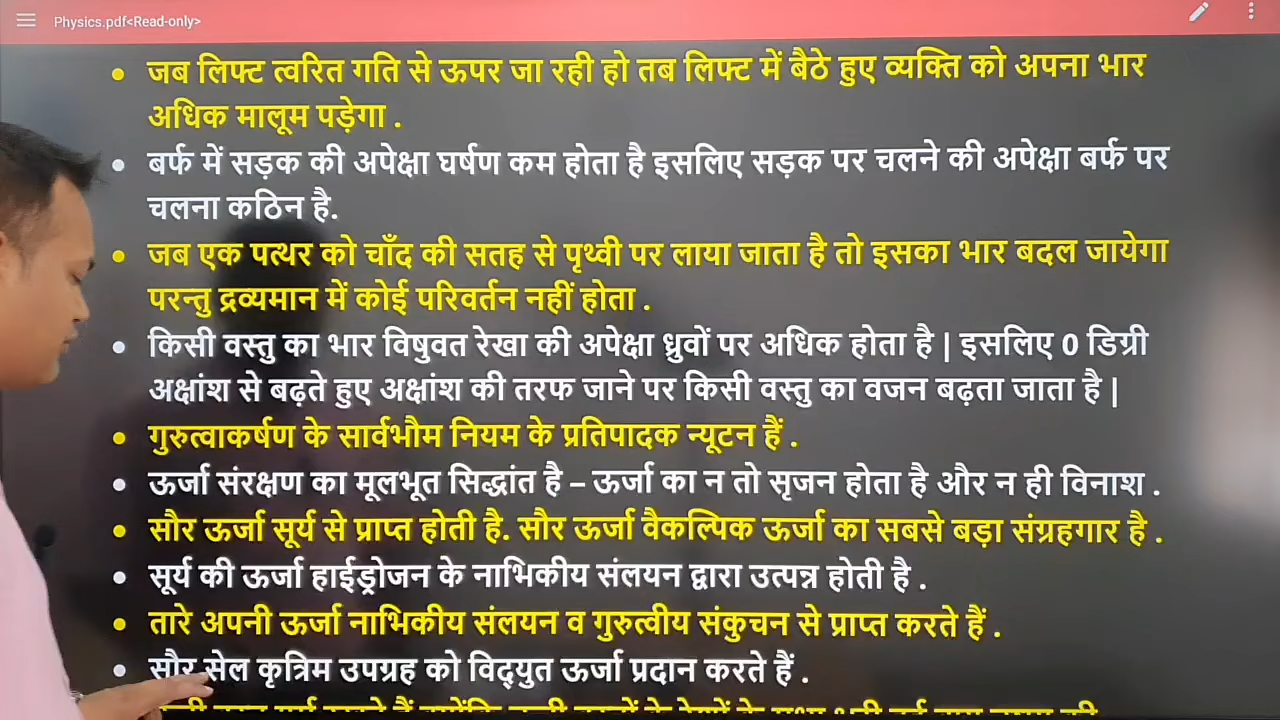 Physics.pdf<Read-only>
• जब लिफ्ट त्वरित गति से ऊपर जा रही हो तब लिफ्ट में बैठे हुए व्यक्ति को अपना भार
अधिक मालूम पड़ेगा .
• बर्फ में सड़क की अपेक्षा घर्षण कम होता है इसलिए सड़क पर चलने की अपेक्षा बर्फ पर
चलना कठिन है.
• जब एक पत्थर को चाँद की सतह से पृथ्वी पर लाया जाता है तो इसका भार बदल जायेगा
परन्तु द्रव्यमान में कोई परिवर्तन नहीं होता .
• किसी वस्तु का भार विषुवत रेखा की अपेक्षा ध्रुवों पर अधिक होता है | इसलिए 0 डिग्री
अक्षांश से बढ़ते हुए अक्षांश की तरफ जाने पर किसी वस्तु का वजन बढ़ता जाता है |
• गुरुत्वाकर्षण के सार्वभौम नियम के प्रतिपादक न्यूटन हैं .
• ऊर्जा संरक्षण का मूलभूत सिद्धांत है – ऊर्जा का न तो सृजन होता है और न ही विनाश .
• सौर ऊर्जा सूर्य से प्राप्त होती है. सौर ऊर्जा वैकल्पिक ऊर्जा का सबसे बड़ा संग्रहगार है .
• सूर्य की ऊर्जा हाईड्रोजन के नाभिकीय संलयन द्वारा उत्पन्न होती है .
• तारे अपनी ऊर्जा नाभिकीय संलयन व गुरुत्वीय संकुचन से प्राप्त करते हैं .
• सौर सेल कृत्रिम उपग्रह को विद्युत ऊर्जा प्रदान करते हैं .